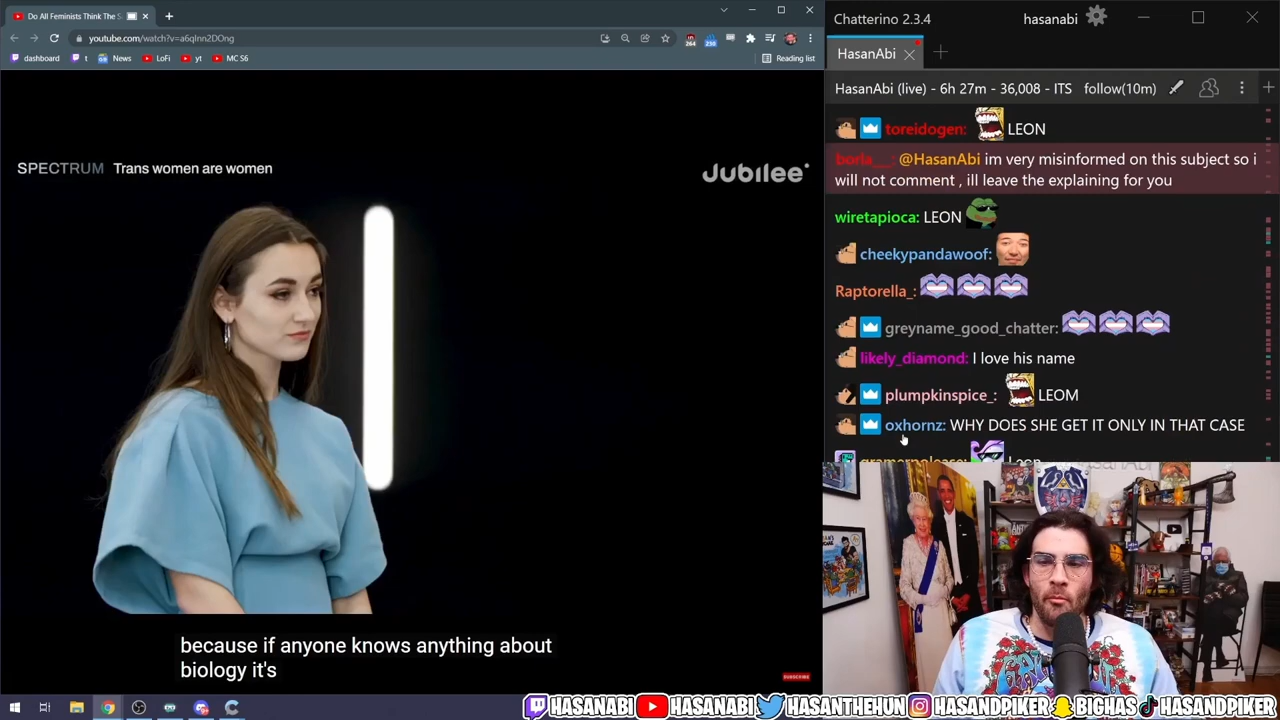 Do All Feminists Think The S
youtube.com/watch?v=a6qlnn2DOng
264
290
dashboard
t
News
LoFi
yt
MC S6
Reading list
SPECTRUM Trans women are women
Jubilee
because if anyone knows anything about
biology it's
SUBSCRIBE
Chatterino 2.3.4
hasanabi
HasanAbi
HasanAbi (live) - 6h 27m - 36,008 - ITS follow(10m)
toreidogen: LEON
borla__: @HasanAbi im very misinformed on this subject so i
will not comment , ill leave the explaining for you
wiretapioca: LEON
cheekypandawoof:
Raptorella_:
greyname_good_chatter:
likely_diamond: I love his name
plumpkinspice_: LEOM
oxhornz: WHY DOES SHE GET IT ONLY IN THAT CASE
HASANABI
HASANABI
HASANTHEHUN
HASANDPIKER
BIGHAS
HASANDPIKER